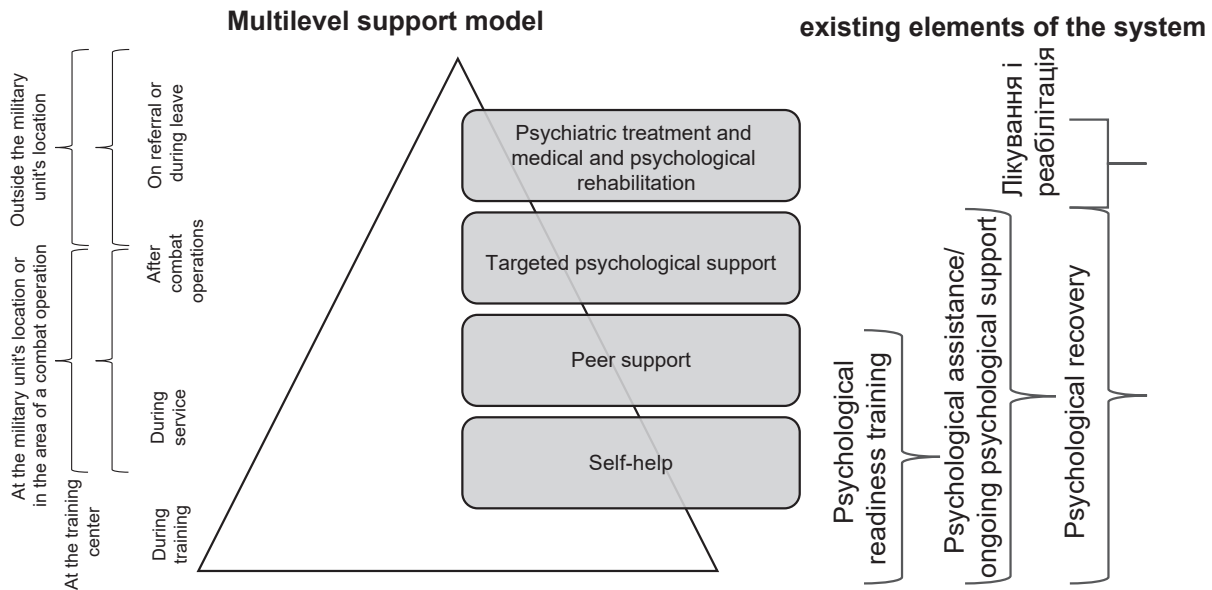 Multilevel support model
existing elements of the system
Outside the military
unit's location
On referral or
during leave
At the military unit's location or
in the area of a combat operation
After
combat
operations
During
service
At the training
center
During
training
Psychiatric treatment and
medical and psychological
rehabilitation
Targeted psychological support
Peer support
Self-help
Psychological
readiness training
Psychological assistance/
ongoing psychological support
Лікування і
реабілітація
Psychological recovery